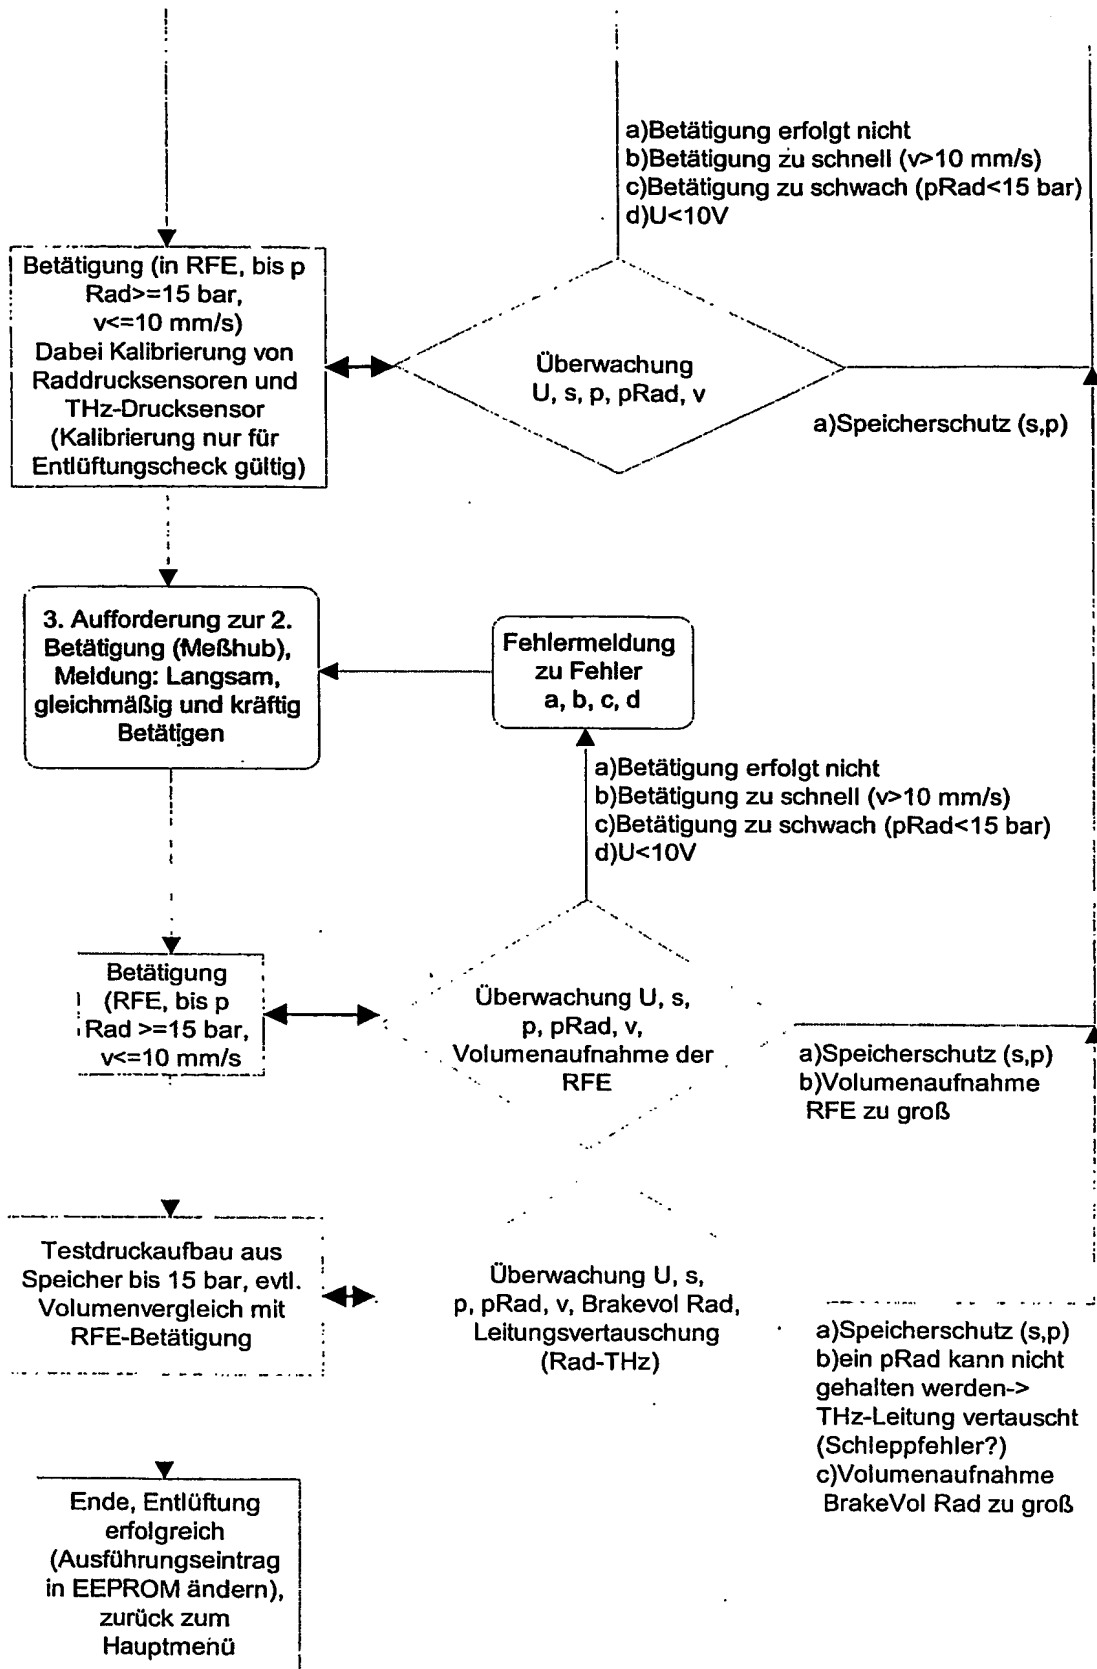 a)Betätigung erfolgt nicht
b)Betätigung zu schnell (v>10 mm/s)
c)Betätigung zu schwach (pRad<15 bar)
d)U<10V
Betätigung (in RFE, bis p
Rad>=15 bar,
v<=10 mm/s)
Dabei Kalibrierung von
Raddrucksensoren und
THz-Drucksensor
(Kalibrierung nur für
Entlüftungscheck gültig)
Überwachung
U, s, p, pRad, v
a)Speicherschutz (s,p)
3. Aufforderung zur 2.
Betätigung (Meßhub),
Meldung: Langsam,
gleichmäßig und kräftig
Betätigen
Fehlermeldung
zu Fehler
a, b, c, d
a)Betätigung erfolgt nicht
b)Betätigung zu schnell (v>10 mm/s)
c)Betätigung zu schwach (pRad<15 bar)
d)U<10V
Betätigung
(RFE, bis p
Rad >=15 bar,
v<=10 mm/s
Überwachung U, s,
p, pRad, v,
Volumenaufnahme der
RFE
a)Speicherschutz (s,p)
b)Volumenaufnahme
RFE zu groß
Testdruckaufbau aus
Speicher bis 15 bar, evtl.
Volumenvergleich mit
RFE-Betätigung
Überwachung U, s,
p, pRad, v, Brakevol Rad,
Leitungsvertauschung
(Rad-THz)
a)Speicherschutz (s,p)
b)ein pRad kann nicht
gehalten werden->
THz-Leitung vertauscht
(Schleppfehler?)
c)Volumenaufnahme
BrakeVol Rad zu groß
Ende, Entlüftung
erfolgreich
(Ausführungseintrag
in EEPROM ändern),
zurück zum
Hauptmenü